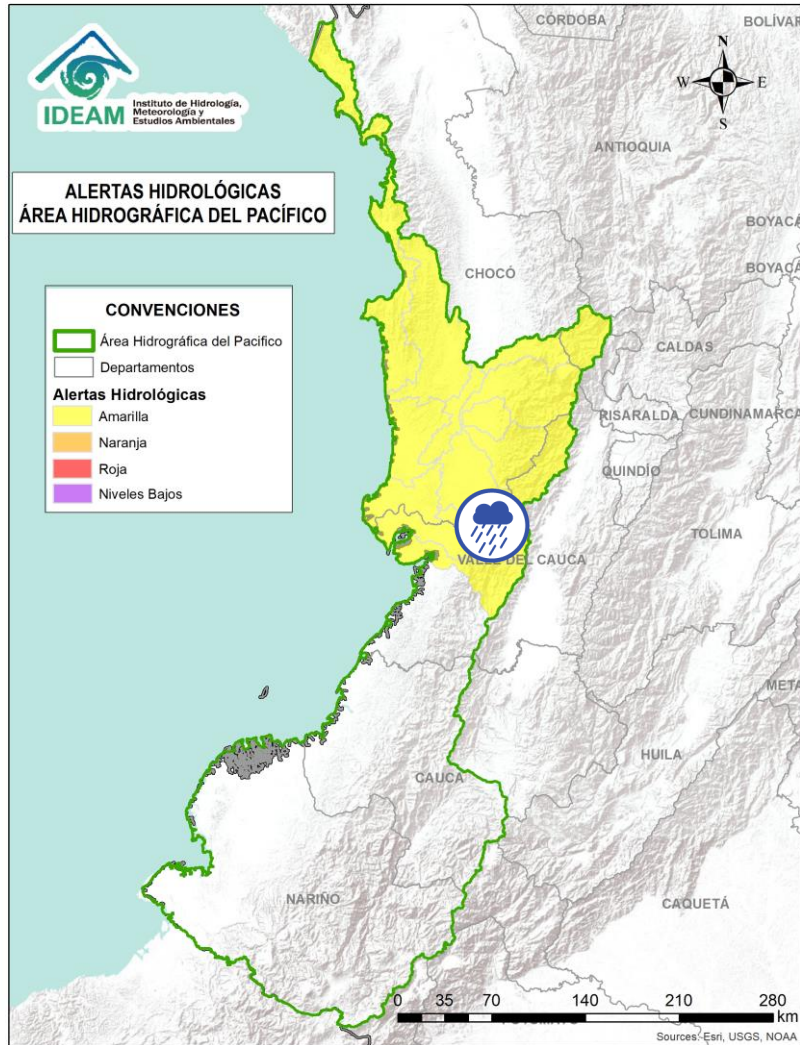 CÓRDOBA
BOLÍVAR
N
W E
S
IDEAM Instituto de Hidrología,
Meteorología y
Estudios Ambientales
ANTIOQUIA
ALERTAS HIDROLÓGICAS
ÁREA HIDROGRÁFICA DEL PACÍFICO
BOYACÁ
BOYACÁ
CHOCÓ
CONVENCIONES
Área Hidrográfica del Pacifico
Departamentos
Alertas Hidrológicas
Amarilla
Naranja
Roja
Niveles Bajos
CALDAS
RISARALDA
CUNDINAMARCA
QUINDÍO
TOLIMA
VALLE DEL CAUCA
META
HUILA
CAUCA
NARIÑO
CAQUETÁ
0 35 70 140 210 280
km
Sources: Esri, USGS, NOAA